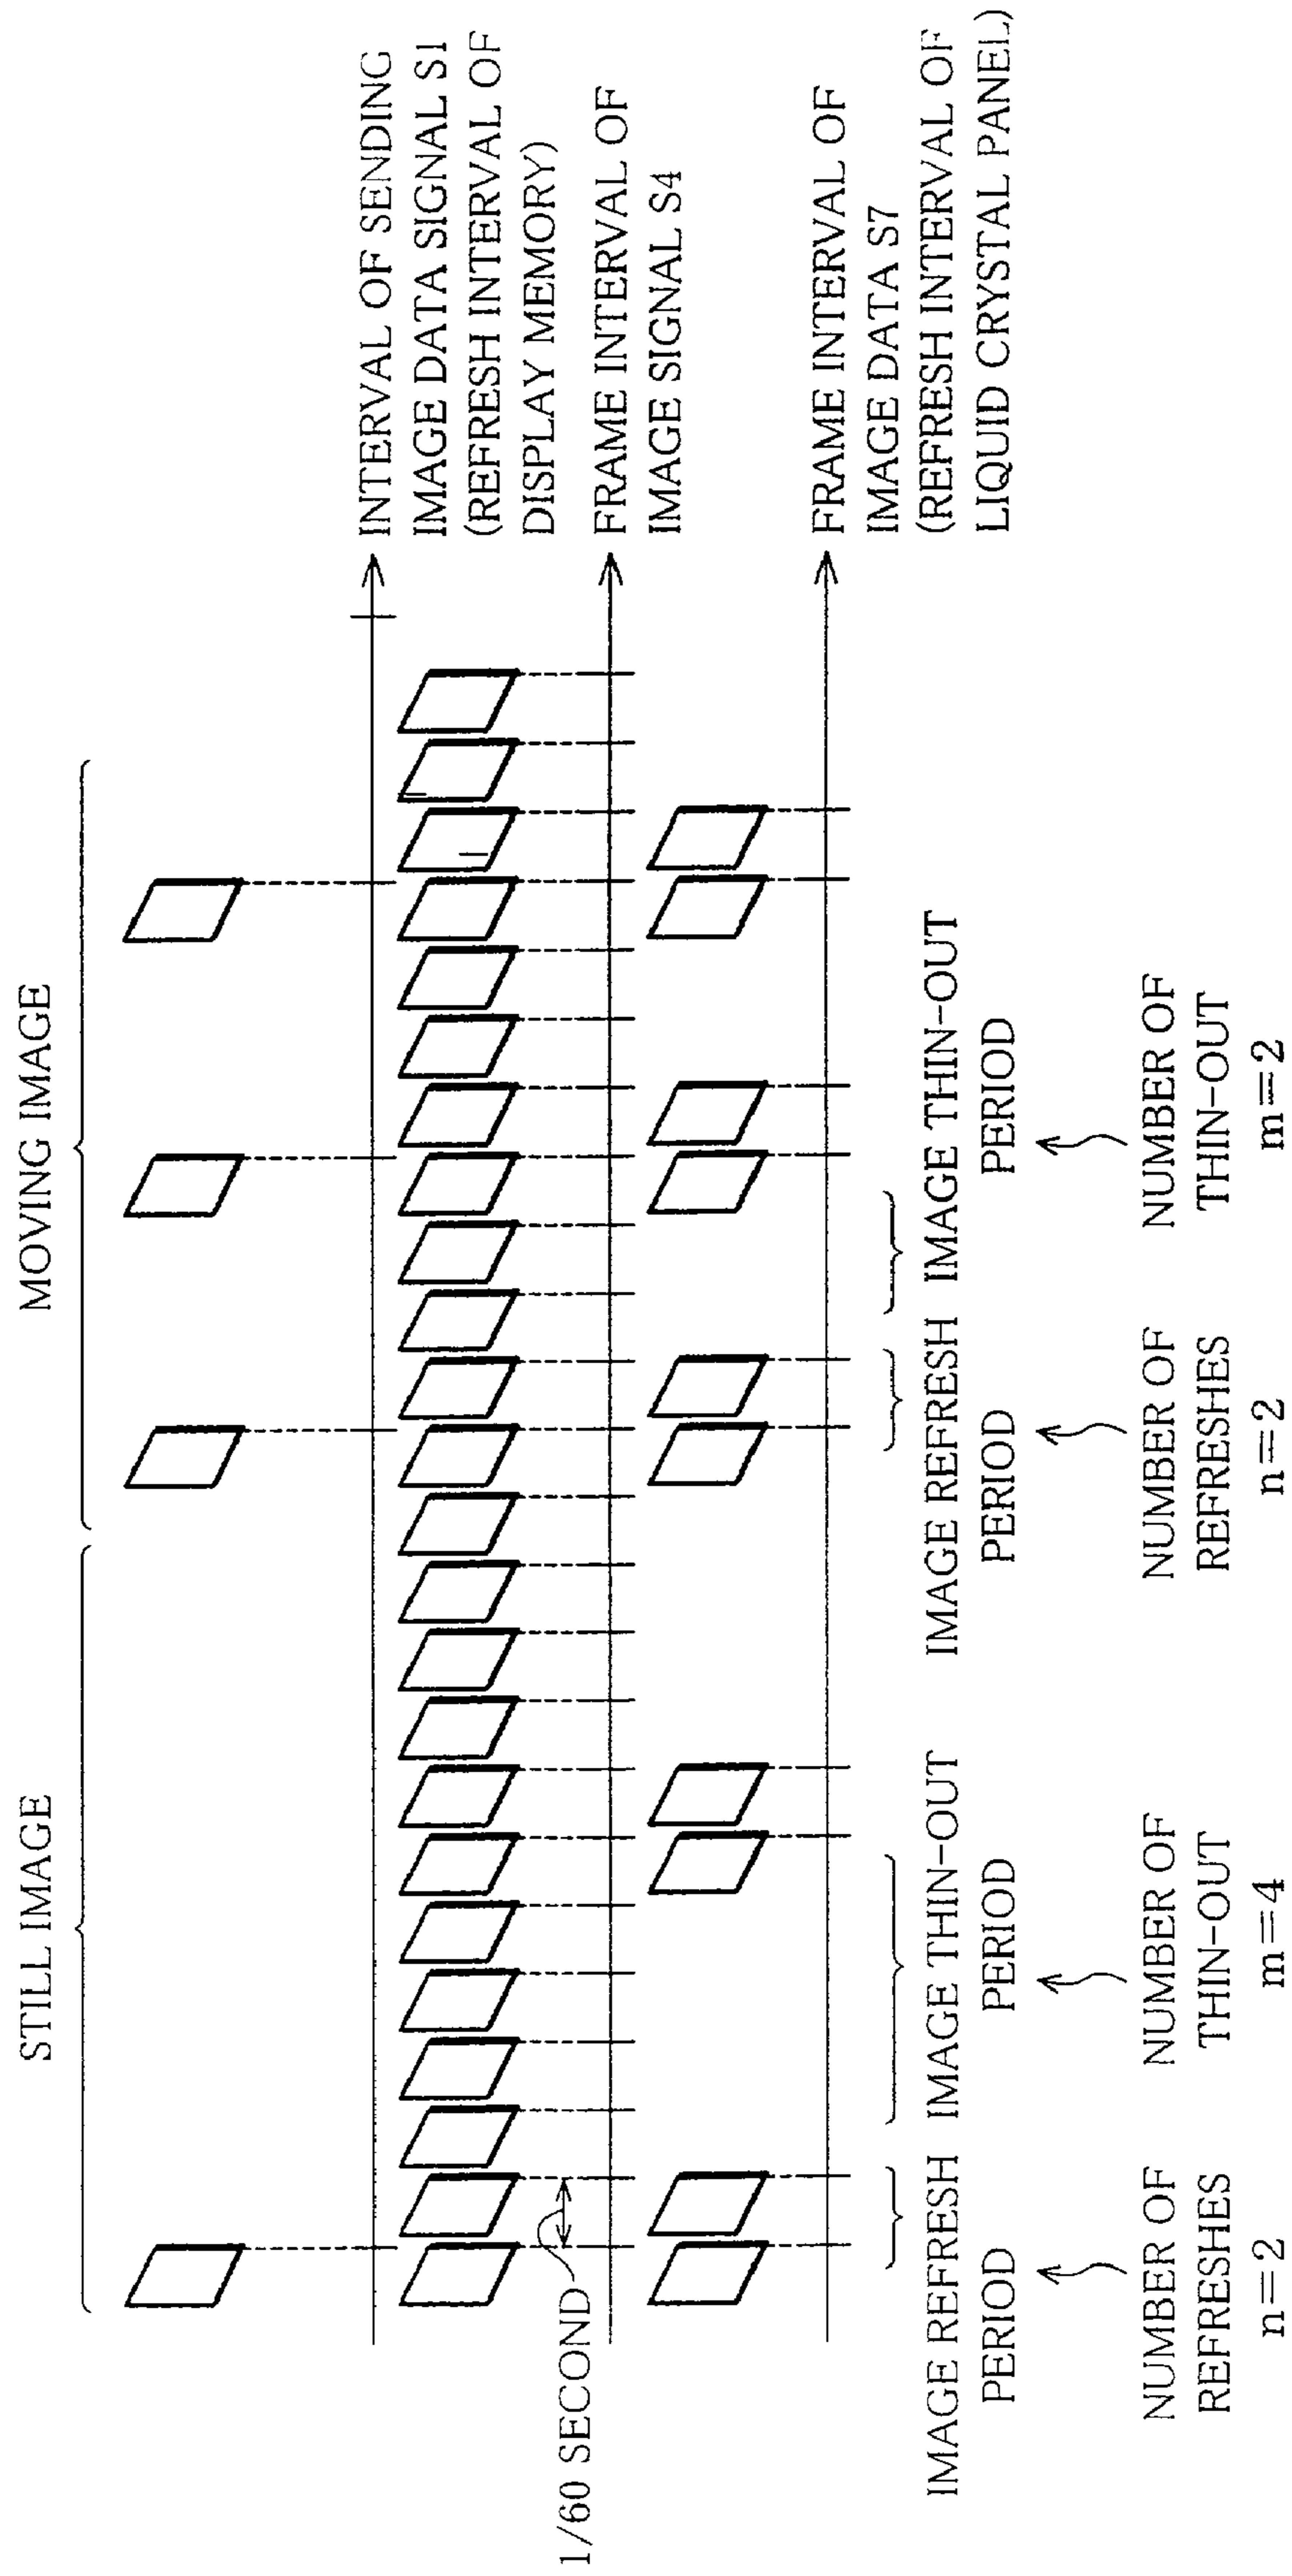 STILL IMAGE
MOVING IMAGE
INTERVAL OF SENDING
IMAGE DATA SIGNAL S1
(REFRESH INTERVAL OF
DISPLAY MEMORY)
1/60 SECOND
FRAME INTERVAL OF
IMAGE SIGNAL S4
FRAME INTERVAL OF
IMAGE DATA S7
(REFRESH INTERVAL OF
LIQUID CRYSTAL PANEL)
IMAGE REFRESH
PERIOD
IMAGE THIN-OUT
PERIOD
IMAGE REFRESH
PERIOD
IMAGE THIN-OUT
PERIOD
NUMBER OF
REFRESHES
n=2
NUMBER OF
THIN-OUT
m=4
NUMBER OF
REFRESHES
n=2
NUMBER OF
THIN-OUT
m=2